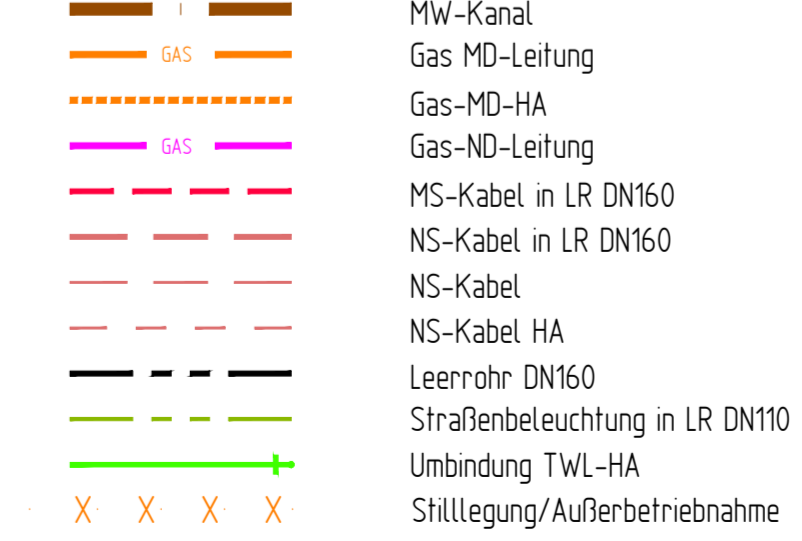 MW-Kanal
GAS Gas MD-Leitung
Gas-MD-HA
GAS Gas-ND-Leitung
MS-Kabel in LR DN160
NS-Kabel in LR DN160
NS-Kabel
NS-Kabel HA
Leerrohr DN160
Straßenbeleuchtung in LR DN110
Umbindung TWL-HA
X X X X Stilllegung/Außerbetriebnahme